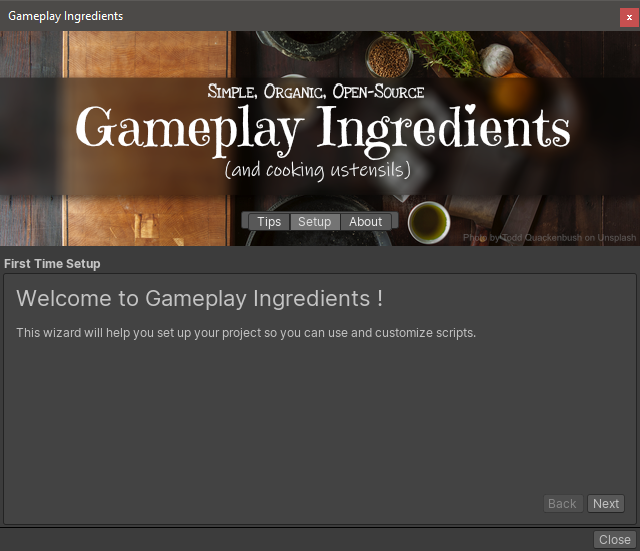 Gameplay Ingredients
x
Simple, Organic, Open-Source
Gameplay Ingredients
(and cooking ustensils)
Tips Setup About
Photo by Todd Quackenbush on Unsplash
First Time Setup
Welcome to Gameplay Ingredients !
This wizard will help you set up your project so you can use and customize scripts.
Back Next
Close